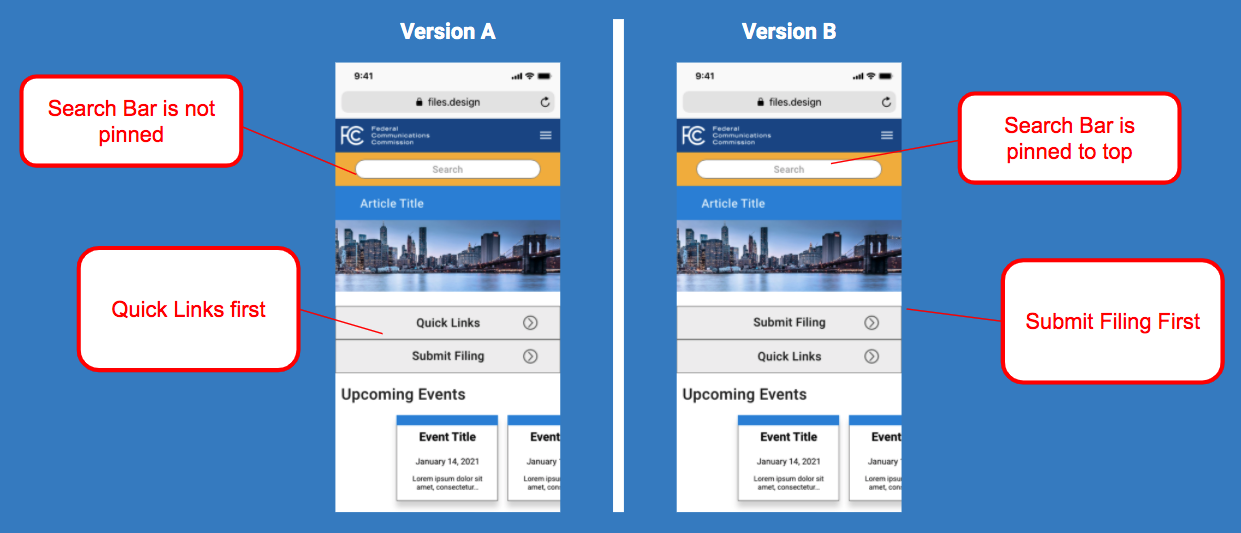 Version A
Search Bar is not
pinned
9:41
files.design
FCC
Federal
Communications
Commission
Search
Article Title
Quick Links first
Quick Links
Submit Filing
Upcoming Events
Event Title
January 14, 2021
Lorem ipsum dolor sit
amet, consectetur...
Event
January
Lorem ipsu
amet, con
Version B
9:41
files.design
FCC
Federal
Communications
Commission
Search
Search Bar is
pinned to top
Article Title
Submit Filing
Quick Links
Submit Filing First
Upcoming Events
Event Title
January 14, 2021
Lorem ipsum dolor sit
amet, consectetur...
Event
January
Lorem ipsu
amet, con